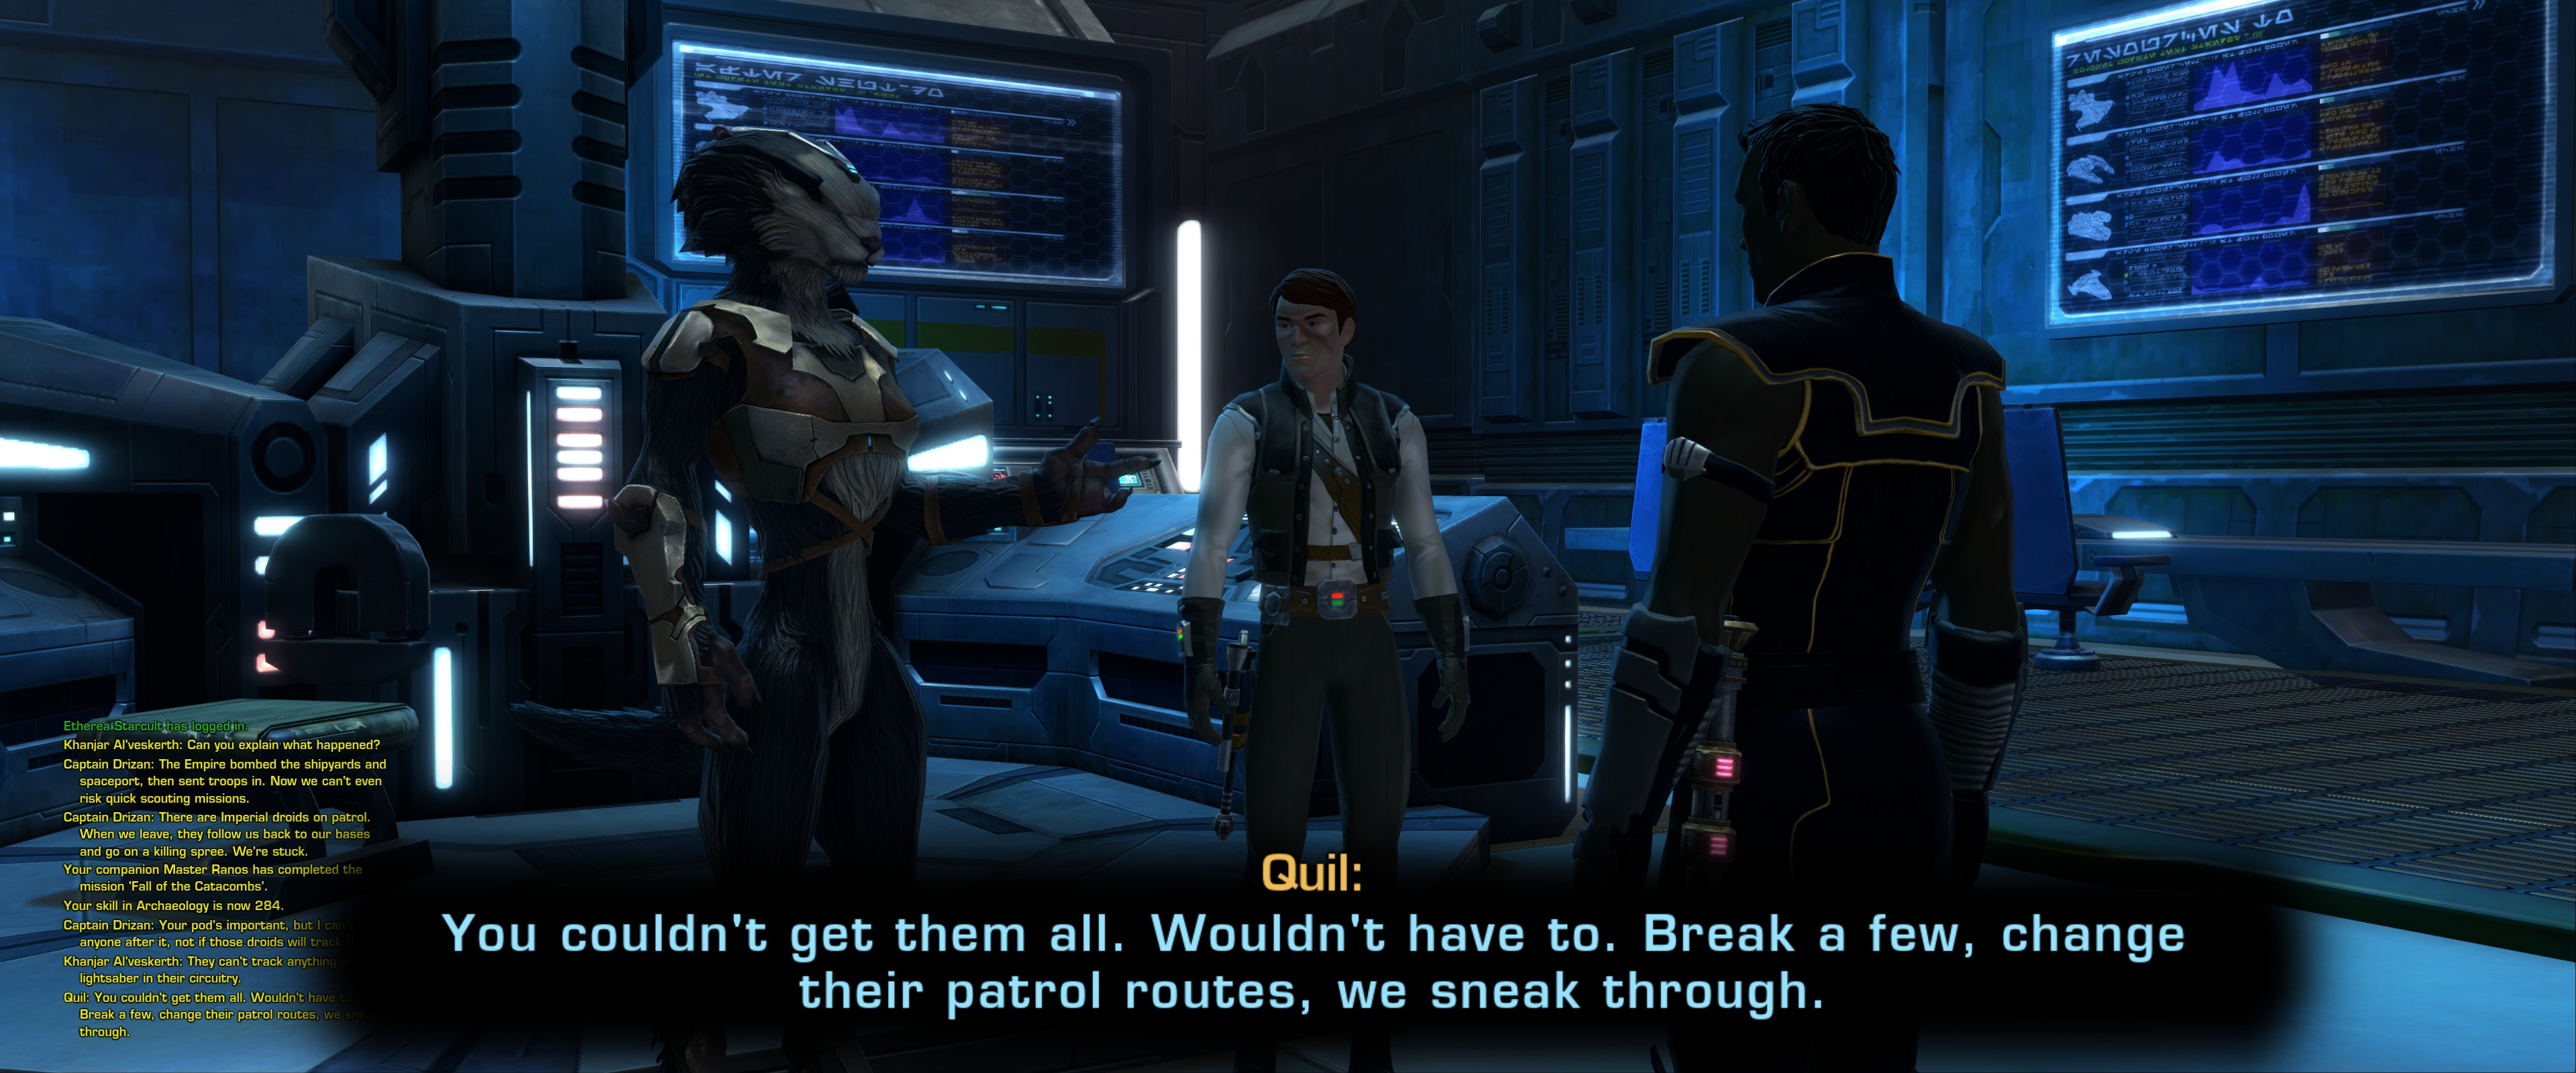 Etherea Starcult has logged in.
Khanjar Al'veskerth: Can you explain what happened?
Captain Drizan: The Empire bombed the shipyards and
spaceport, then sent troops in. Now we can't even
risk quick scouting missions.
Captain Drizan: There are Imperial droids on patrol.
When we leave, they follow us back to our bases
and go on a killing spree. We're stuck.
Your companion Master Ranos has completed the
mission 'Fall of the Catacombs'.
Your skill in Archaeology is now 284.
Captain Drizan: Your pod's important, but I can't
anyone after it, not if those droids will track
Khanjar Al'veskerth: They can't track anything
lightsaber in their circuitry.
Quil: You couldn't get them all. Wouldn't have to.
Break a few, change their patrol routes, we sneak
through.
Quil:
You couldn't get them all. Wouldn't have to. Break a few, change
their patrol routes, we sneak through.